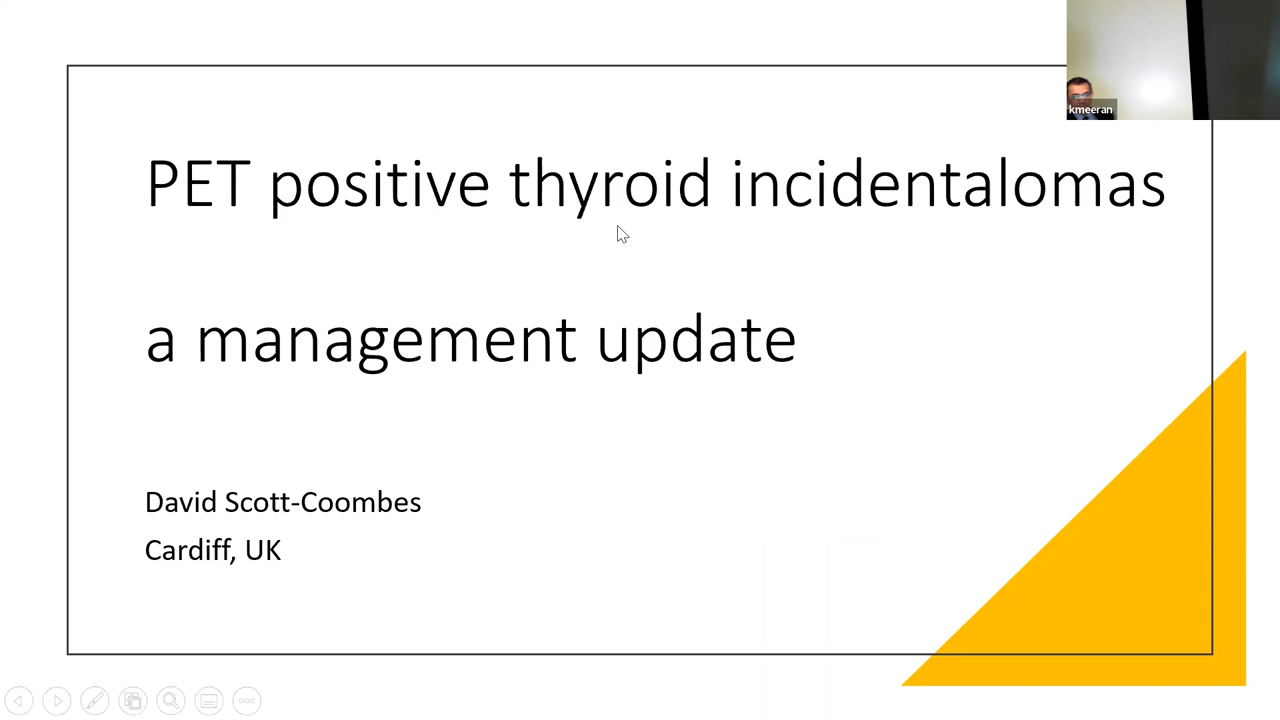 kmeeran
PET positive thyroid incidentalomas
a management update
David Scott-Coombes
Cardiff, UK